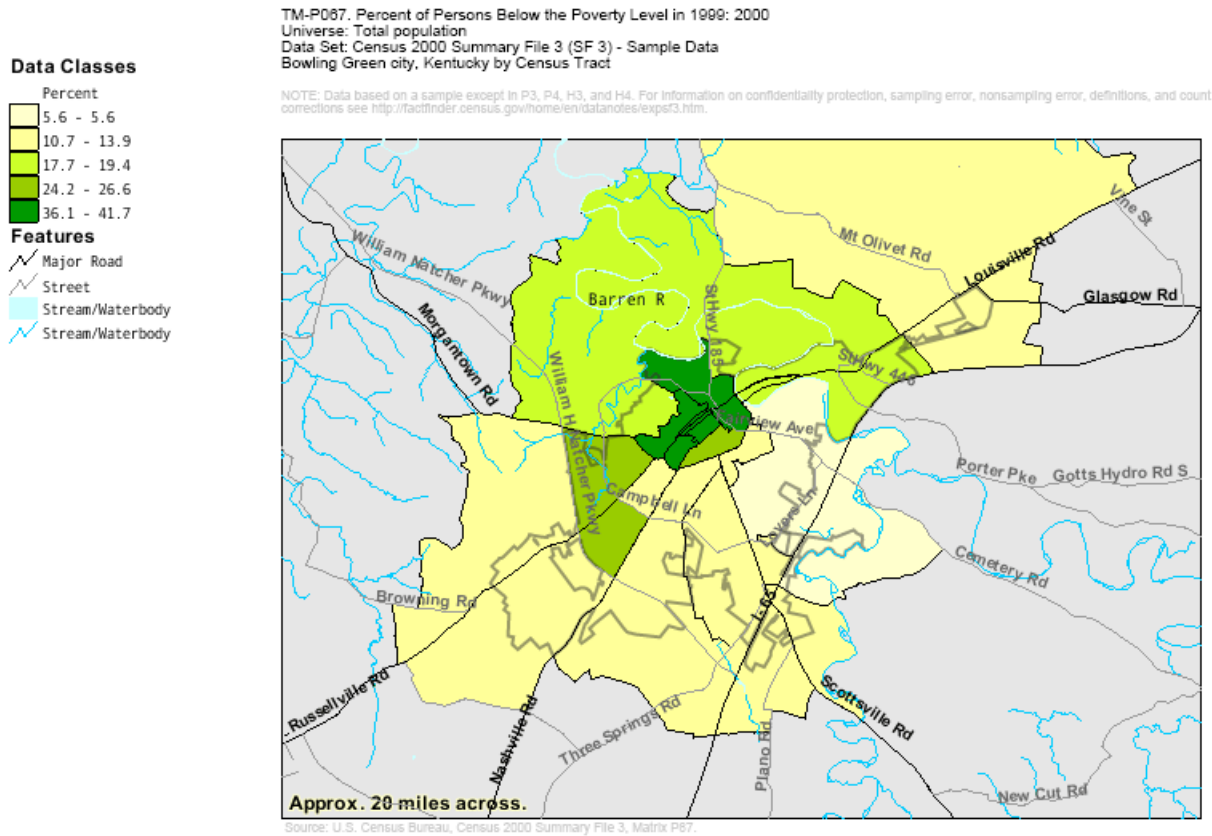 TM-P067. Percent of Persons Below the Poverty Level in 1999: 2000
Universe: Total population
Data Set: Census 2000 Summary File 3 (SF 3) - Sample Data
Bowling Green city, Kentucky by Census Tract
NOTE: Data based on a sample except in P3, P4, H3, and H4. For information on confidentiality protection, sampling error, nonsampling error, definitions, and count
corrections see http://factfinder.census.gov/home/en/datanotes/expsf3.htm.
Data Classes
Percent
5.6 - 5.6
10.7 - 13.9
17.7 - 19.4
24.2 - 26.6
36.1 - 41.7
Features
Major Road
Street
Stream/Waterbody
Stream/Waterbody
Vine St
Mt Olivet Rd
Louisville Rd
William Natcher Pkwy
Glasgow Rd
Barren R
StHwy 185
Morgantown Rd
StHwy 446
William H Natcher Pkwy
Fairview Ave
Porter Pke
Gotts Hydro Rd S
Campbell Ln
Lovers Ln
Cemetery Rd
Browning Rd
I- 65
Russellville Rd
Scottsville Rd
Nashville Rd
Three Springs Rd
Plano Rd
New Cut Rd
Approx. 20 miles across.
Source: U.S. Census Bureau, Census 2000 Summary File 3, Matrix P87.